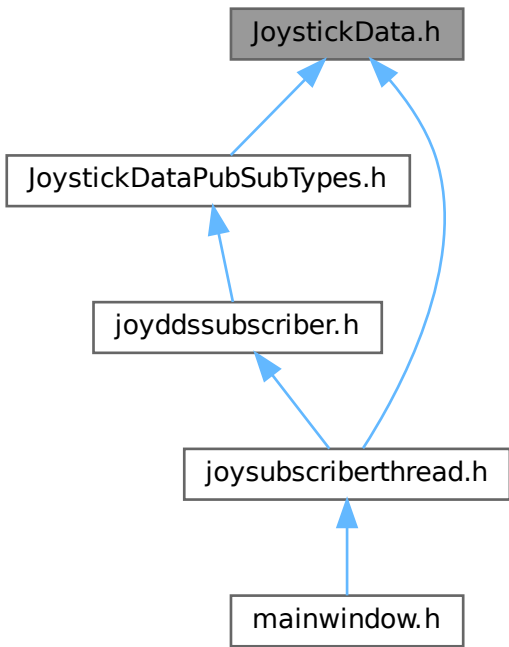 JoystickData.h
JoystickDataPubSubTypes.h
joyddssubscriber.h
joysubscriberthread.h
mainwindow.h